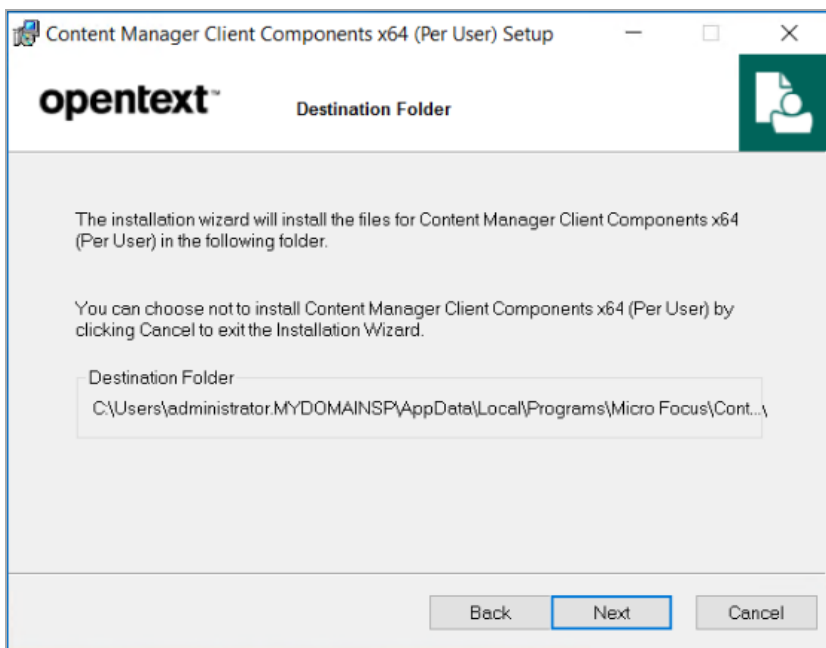 Content Manager Client Components x64 (Per User) Setup
opentext™
Destination Folder
The installation wizard will install the files for Content Manager Client Components x64
(Per User) in the following folder.
You can choose not to install Content Manager Client Components x64 (Per User) by
clicking Cancel to exit the Installation Wizard.
Destination Folder
C:\Users\administrator.MYDOMAINSP\AppData\Local\Programs\Micro Focus\Cont...\
Back
Next
Cancel